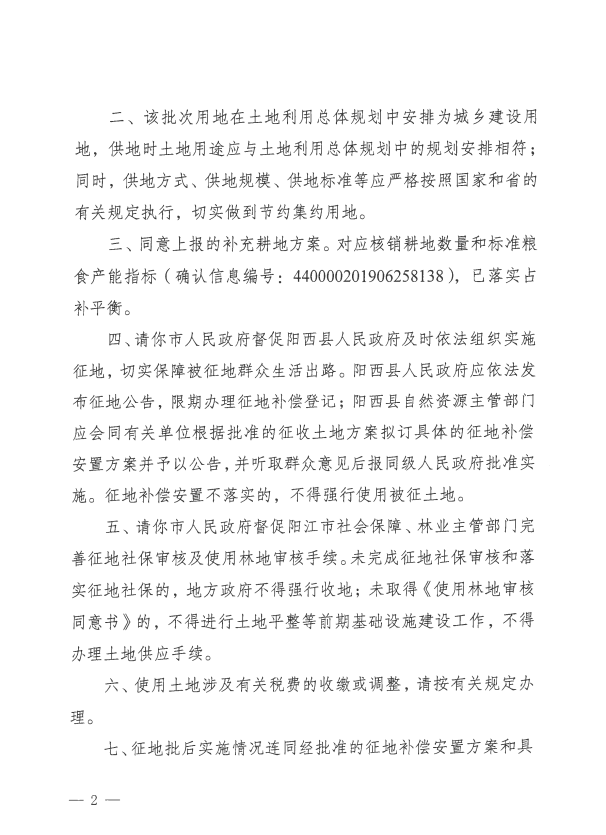 二、该批次用地在土地利用总体规划中安排为城乡建设用
地，供地时土地用途应与土地利用总体规划中的规划安排相符；
同时，供地方式、供地规模、供地标准等应严格按照国家和省的
有关规定执行，切实做到节约集约用地。
三、同意上报的补充耕地方案。对应核销耕地数量和标准粮
食产能指标（确认信息编号：440000201906258138），已落实占
补平衡。
四、请你市人民政府督促阳西县人民政府及时依法组织实施
征地，切实保障被征地群众生活出路。阳西县人民政府应依法发
布征地公告，限期办理征地补偿登记；阳西县自然资源主管部门
应会同有关单位根据批准的征收土地方案拟订具体的征地补偿
安置方案并予以公告，并听取群众意见后报同级人民政府批准实
施。征地补偿安置不落实的，不得强行使用被征土地。
五、请你市人民政府督促阳江市社会保障、林业主管部门完
善征地社保审核及使用林地审核手续。未完成征地社保审核和落
实征地社保的，地方政府不得强行收地；未取得《使用林地审核
同意书》的，不得进行土地平整等前期基础设施建设工作，不得
办理土地供应手续。
六、使用土地涉及有关税费的收缴或调整，请按有关规定办
理。
七、征地批后实施情况连同经批准的征地补偿安置方案和具
— 2 —